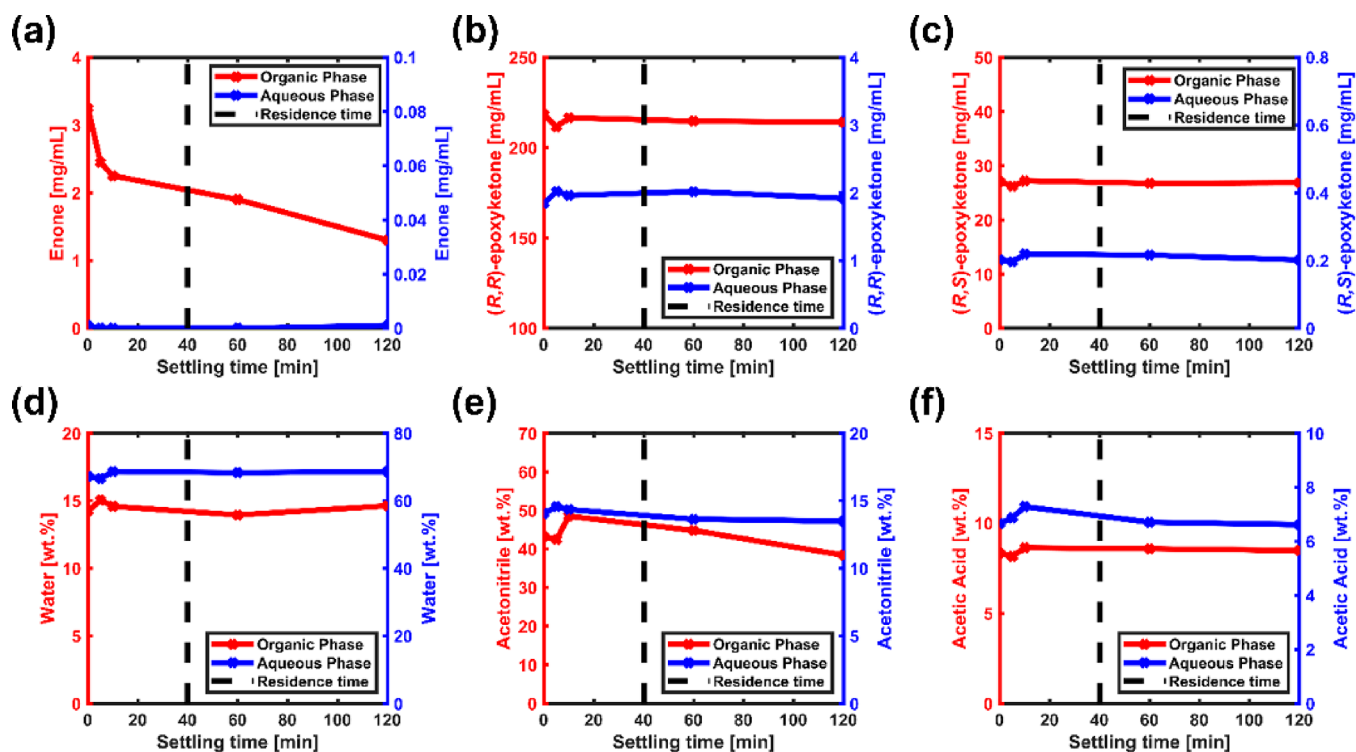 (a)
4
3
2
1
0
Enone [mg/mL]
0.1
0.08
0.06
0.04
0.02
0
Enone [mg/mL]
Organic Phase
Aqueous Phase
Residence time
0 20 40 60 80 100 120
Settling time [min]
(b)
250
200
150
100
(R,R)-epoxyketone [mg/mL]
4
3
2
1
0
(R,R)-epoxyketone [mg/mL]
Organic Phase
Aqueous Phase
Residence time
0 20 40 60 80 100 120
Settling time [min]
(c)
50
40
30
20
10
0
(R,S)-epoxyketone [mg/mL]
0.8
0.6
0.4
0.2
0
(R,S)-epoxyketone [mg/mL]
Organic Phase
Aqueous Phase
Residence time
0 20 40 60 80 100 120
Settling time [min]
(d)
20
15
10
5
0
Water [wt.%]
80
60
40
20
0
Water [wt.%]
Organic Phase
Aqueous Phase
Residence time
0 20 40 60 80 100 120
Settling time [min]
(e)
70
60
50
40
30
20
10
0
Acetonitrile [wt.%]
20
15
10
5
0
Acetonitrile [wt.%]
Organic Phase
Aqueous Phase
Residence time
0 20 40 60 80 100 120
Settling time [min]
(f)
15
10
5
0
Acetic Acid [wt.%]
10
8
6
4
2
0
Acetic Acid [wt.%]
Organic Phase
Aqueous Phase
Residence time
0 20 40 60 80 100 120
Settling time [min]